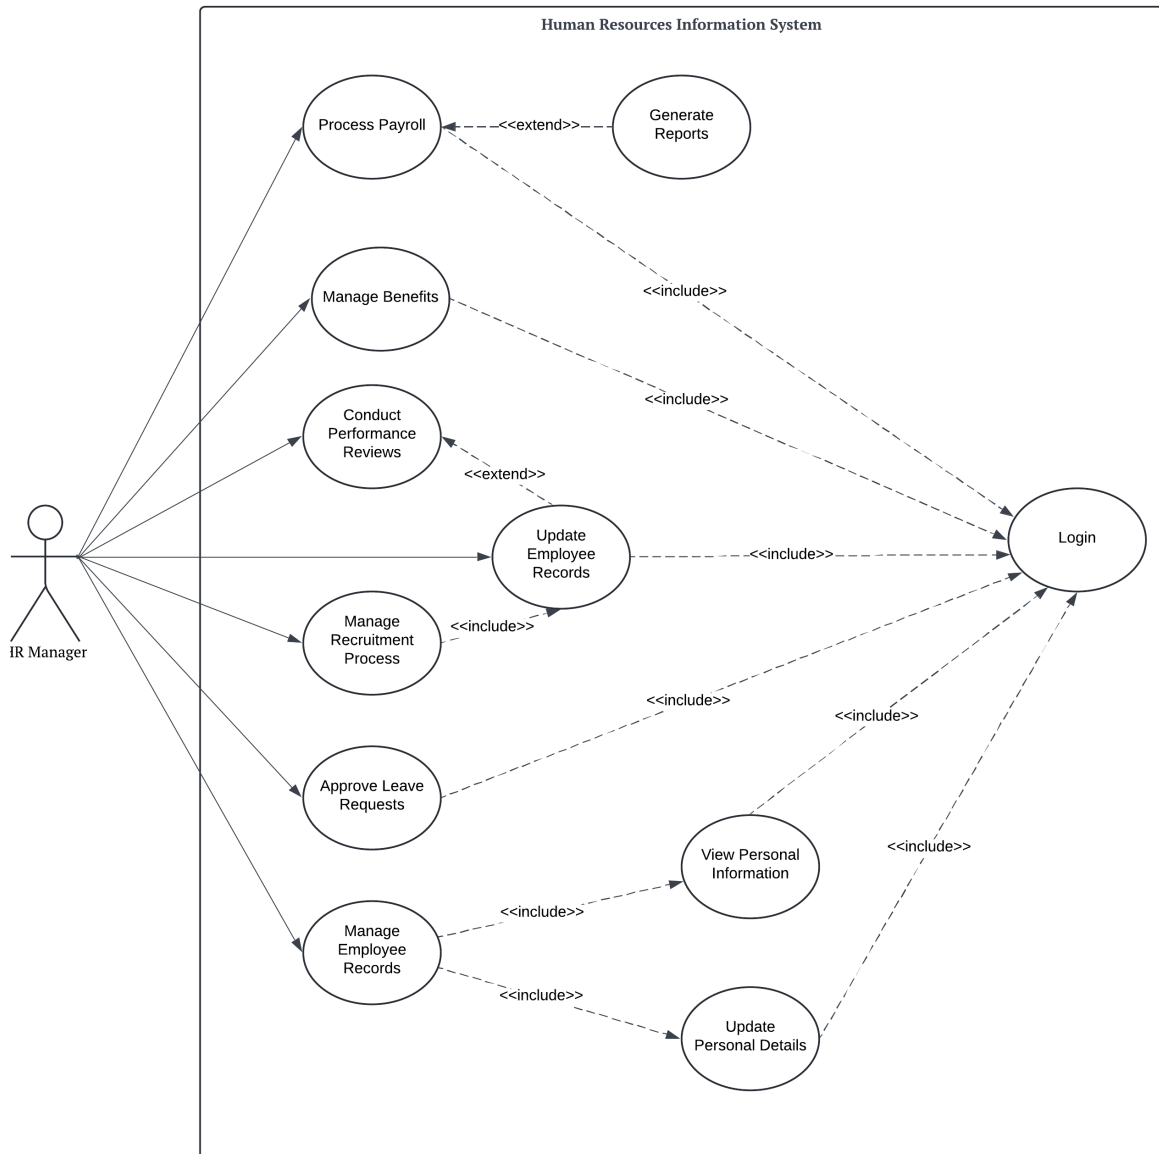 Human Resources Information System
Process Payroll
<<extend>>
Generate
Reports
<<include>>
Manage Benefits
<<include>>
Conduct
Performance
Reviews
<<extend>>
Update
Employee
Records
<<include>>
Login
Manage
Recruitment
Process
<<include>>
HR Manager
<<include>>
<<include>>
Approve Leave
Requests
View Personal
Information
<<include>>
<<include>>
Manage
Employee
Records
<<include>>
Update
Personal Details